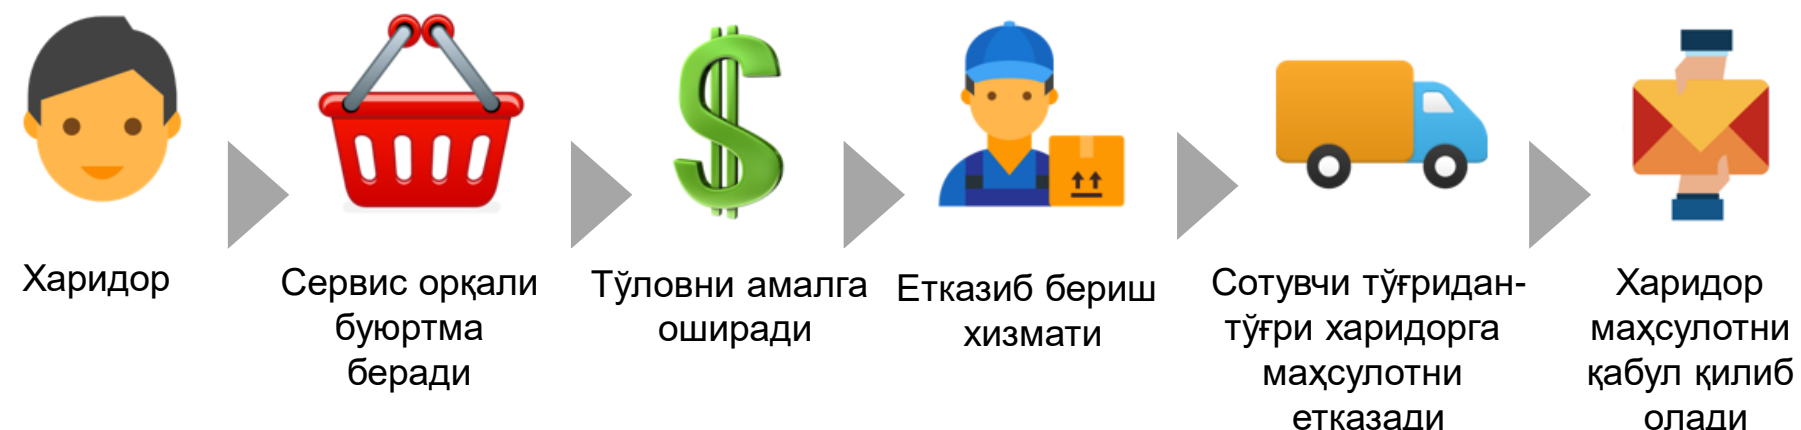 Харидор
Сервис орқали
буюртма
беради
Тўловни амалга
оширади
Етказиб бериш
хизмати
Сотувчи тўғридан-
тўғри харидорга
маҳсулотни
етказади
Харидор
маҳсулотни
қабул қилиб
олади